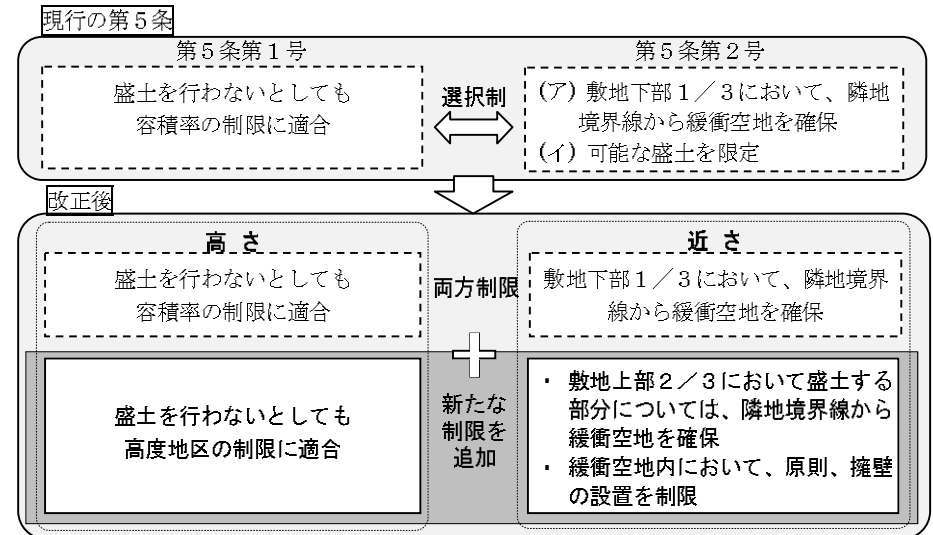 現行の第5条
第5条第1号
盛土を行わないとしても
容積率の制限に適合
選択制
第5条第2号
(ア) 敷地下部1/3において、隣地
境界線から緩衝空地を確保
(イ) 可能な盛土を限定
改正後
高さ
盛土を行わないとしても
容積率の制限に適合
両方制限
近さ
敷地下部1/3において、隣地境界
線から緩衝空地を確保
盛土を行わないとしても
高度地区の制限に適合
新たな
制限を
追加
・ 敷地上部2/3において盛土する
部分については、隣地境界線から
緩衝空地を確保
・ 緩衝空地内において、原則、擁壁
の設置を制限